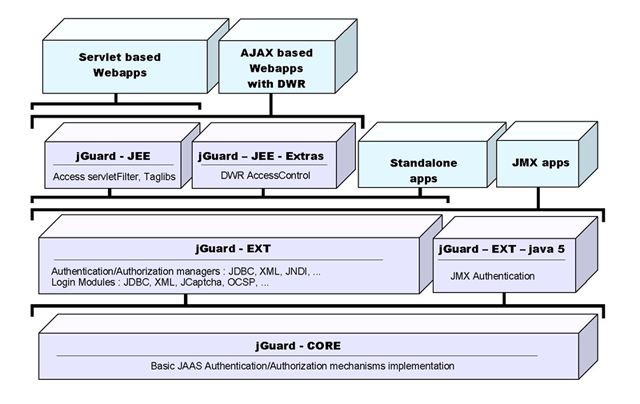 Servlet based
Webapps
AJAX based
Webapps
with DWR
jGuard - JEE
Access servletFilter, Taglibs
jGuard – JEE - Extras
DWR AccessControl
Standalone
apps
JMX apps
jGuard - EXT
Authentication/Authorization managers : JDBC, XML, JNDI, ...
Login Modules : JDBC, XML, JCaptcha, OCSP, ...
jGuard – EXT – java 5
JMX Authentication
jGuard - CORE
Basic JAAS Authentication/Authorization mechanisms implementation